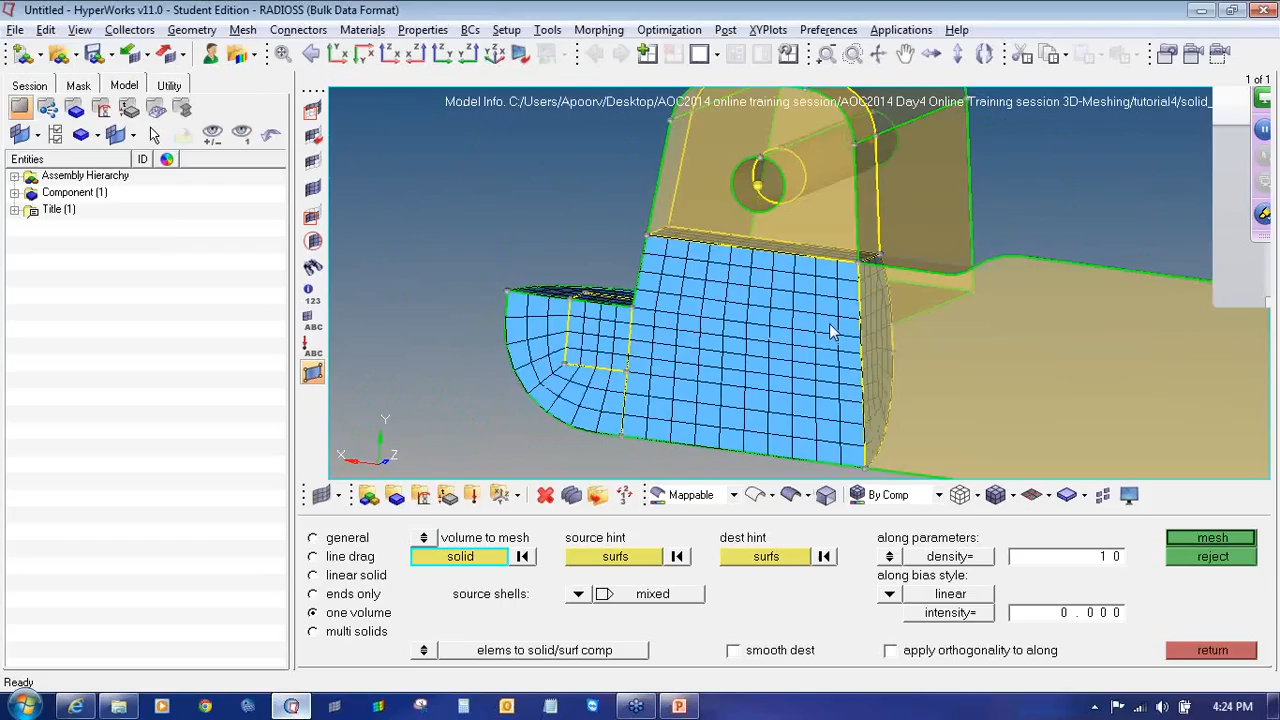 Untitled - HyperWorks v11.0 - Student Edition - RADIOSS (Bulk Data Format)
File Edit View Collectors Geometry Mesh Connectors Materials Properties BCs Setup Tools Morphing Optimization Post XYPlots Preferences Applications Help
Session Mask Model Utility
1 of 1
Model Info. C:/Users/Apoorv/Desktop/AOC2014 online training session/AOC2014 Day4 Online Training session 3D-Meshing/tutorial4/solid_
Entities ID
Assembly Hierarchy
Component (1)
Title (1)
123
ABC
ABC
Y
X Z
Mappable By Comp
general volume to mesh source hint dest hint along parameters: mesh
line drag solid surfs surfs density= 1 0 reject
linear solid along bias style:
ends only source shells: mixed linear
one volume intensity= 0 . 0 0 0
multi solids
elems to solid/surf comp smooth dest apply orthogonality to along return
Ready
4:24 PM